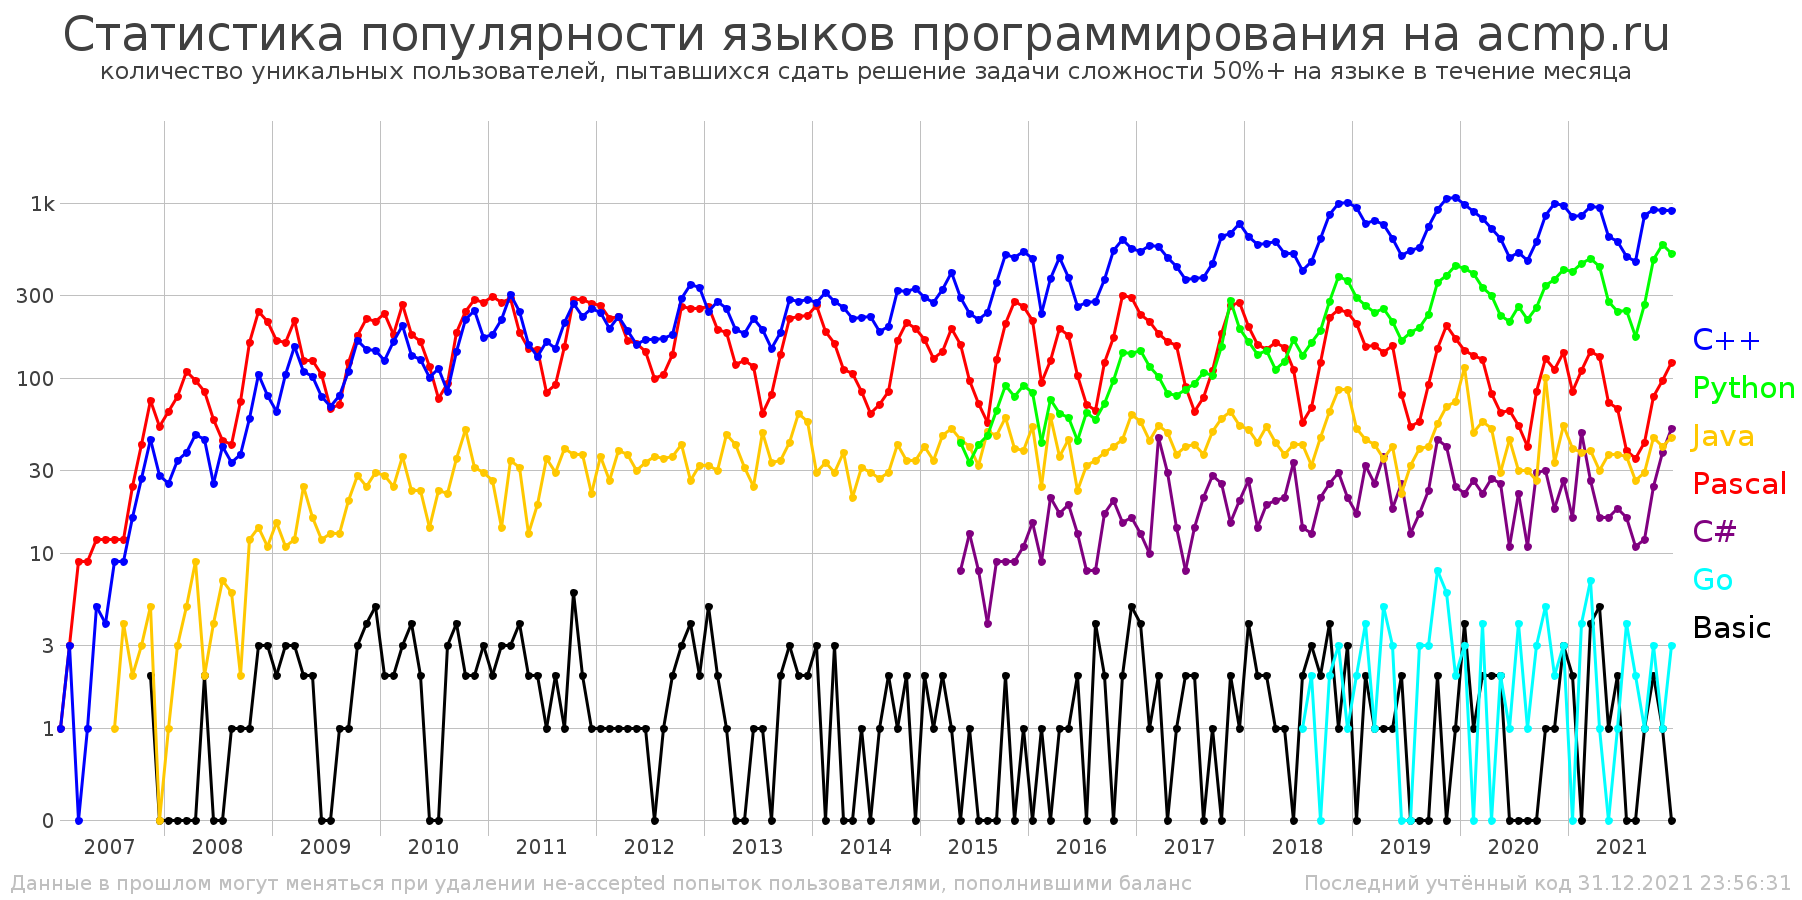 Статистика популярности языков программирования на acmp.ru
количество уникальных пользователей, пытавшихся сдать решение задачи сложности 50%+ на языке в течение месяца
1k
300
100
30
10
3
1
0
C++
Python
Java
Pascal
C#
Go
Basic
2007 2008 2009 2010 2011 2012 2013 2014 2015 2016 2017 2018 2019 2020 2021
Данные в прошлом могут меняться при удалении не-accepted попыток пользователями, пополнившими баланс
Последний учтённый код 31.12.2021 23:56:31